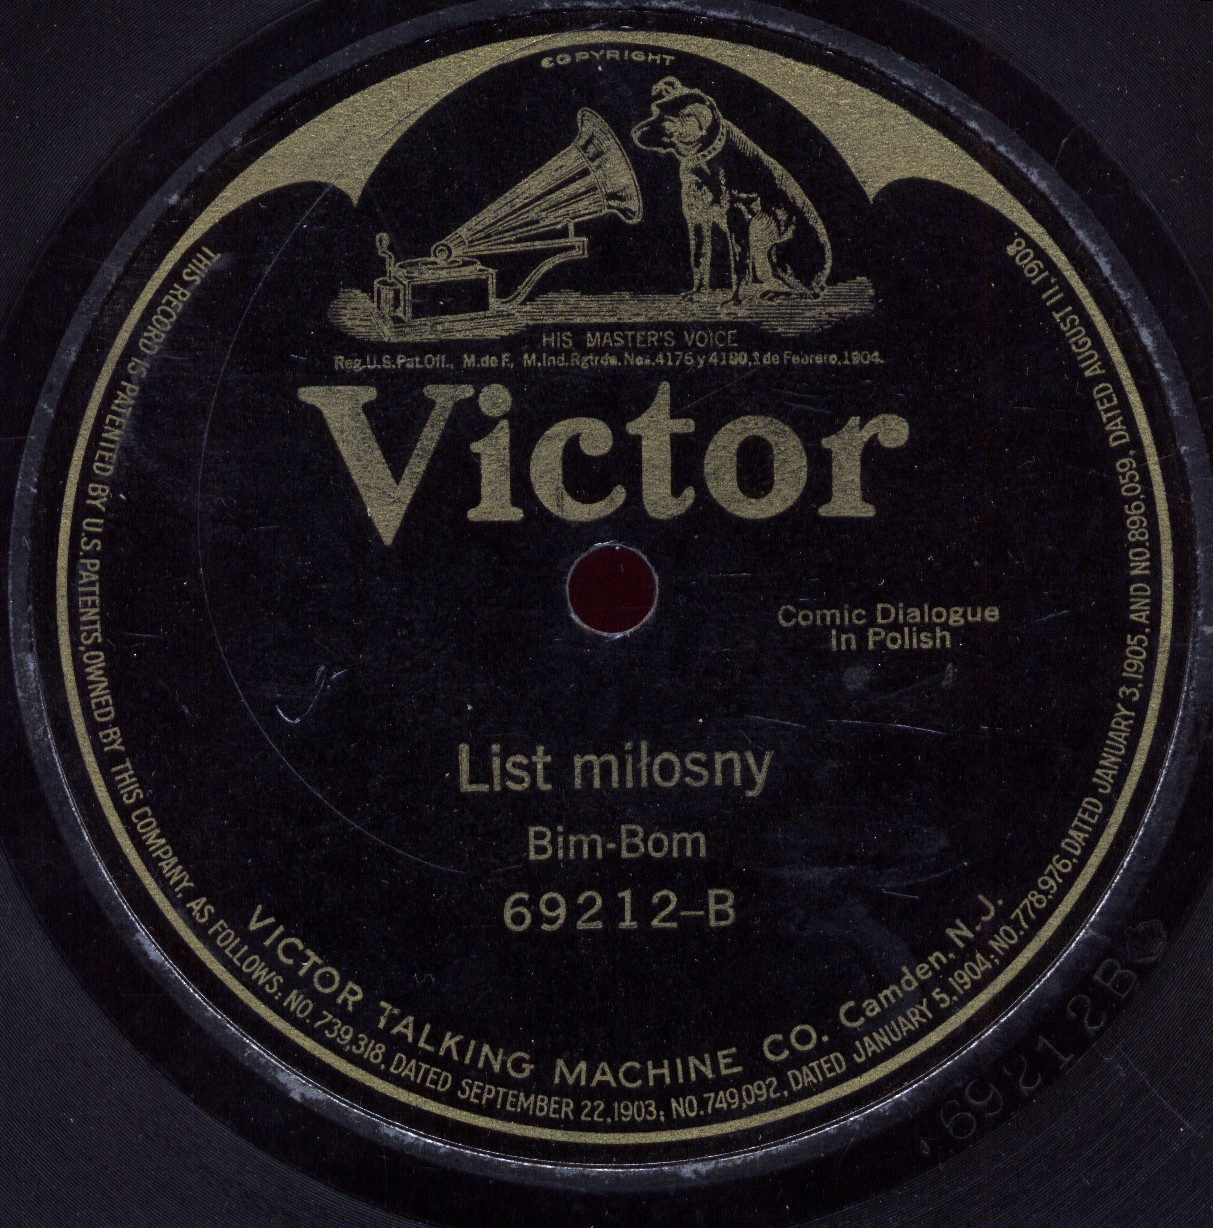 COPYRIGHT
HIS MASTER'S VOICE
Reg.U.S.Pat.Off., M.de F., M.Ind.Rgtrds.Nos.4176 y 4180,1 de Febrero,1904.
Victor
Comic Dialogue
In Polish
List miłosny
Bim-Bom
69212-B
VICTOR TALKING MACHINE CO. Camden, N.J.
THIS RECORD IS PATENTED BY U.S. PATENTS, OWNED BY THIS COMPANY, AS FOLLOWS: NO. 739,318, DATED SEPTEMBER 22,1903; NO.749,092, DATED JANUARY 5,1904; NO.778,976, DATED JANUARY 3,1905, AND NO.896,059, DATED AUGUST 11, 1908.
69212B